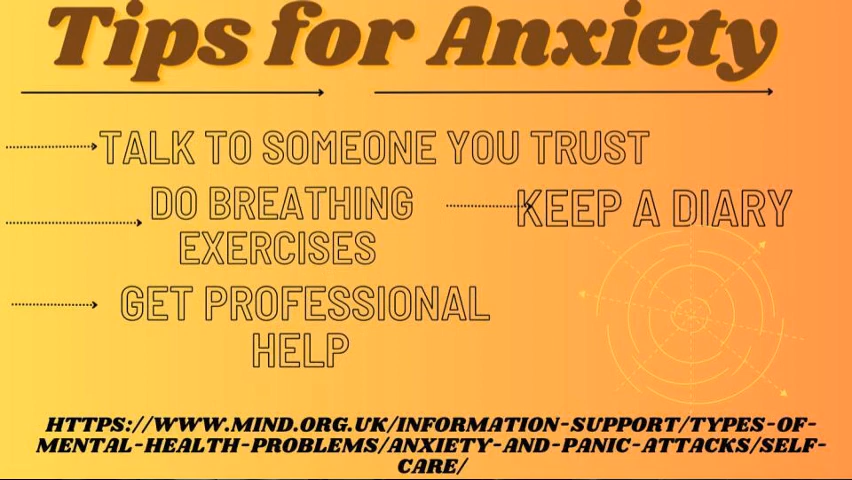 Tips for Anxiety
TALK TO SOMEONE YOU TRUST
DO BREATHING
EXERCISES
KEEP A DIARY
GET PROFESSIONAL
HELP
HTTPS://WWW.MIND.ORG.UK/INFORMATION-SUPPORT/TYPES-OF-
MENTAL-HEALTH-PROBLEMS/ANXIETY-AND-PANIC-ATTACKS/SELF-
CARE/